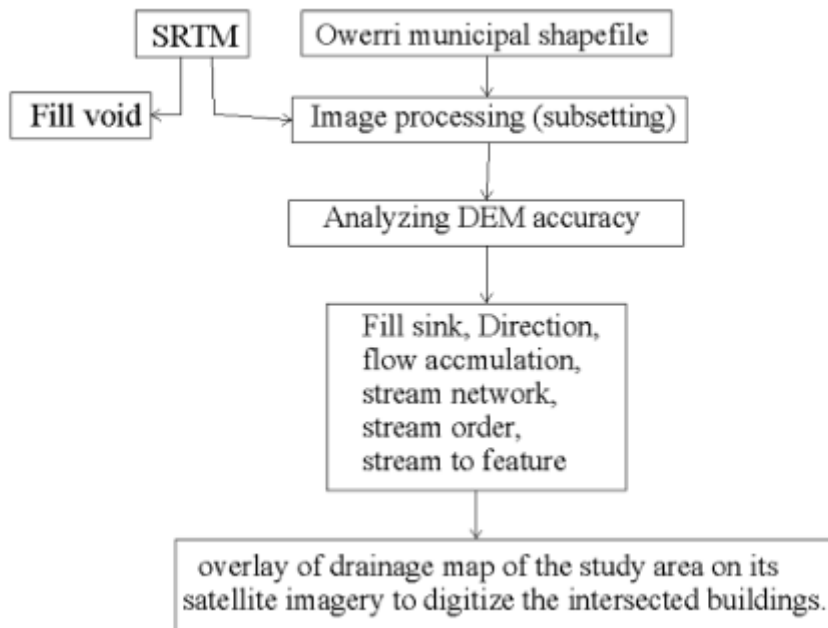 SRTM
Owerri municipal shapefile
Fill void
Image processing (subsetting)
Analyzing DEM accuracy
Fill sink, Direction,
flow accmulation,
stream network,
stream order,
stream to feature
overlay of drainage map of the study area on its
satellite imagery to digitize the intersected buildings.